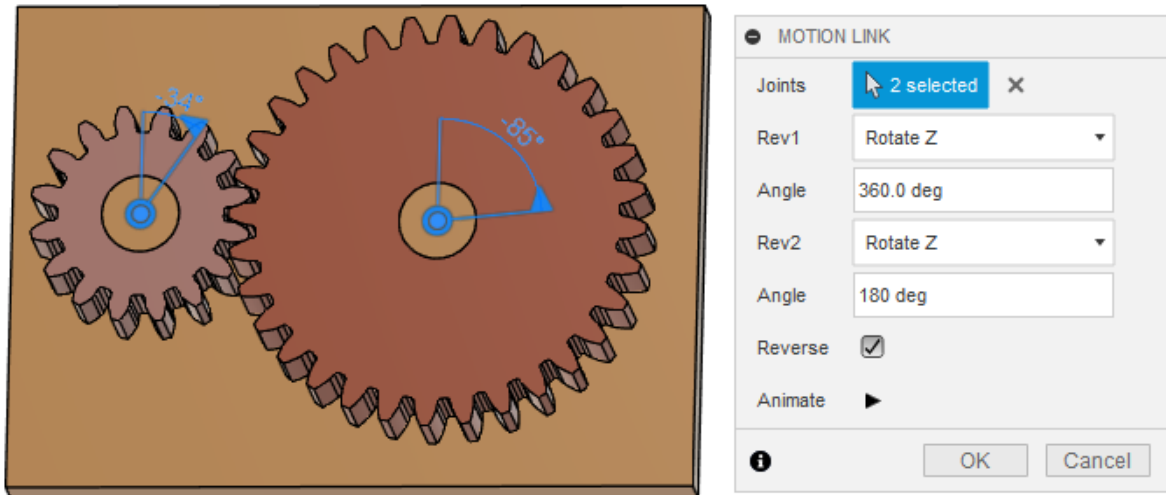 -34°
-85°
MOTION LINK
Joints 2 selected
Rev1 Rotate Z
Angle 360.0 deg
Rev2 Rotate Z
Angle 180 deg
Reverse
Animate
OK Cancel